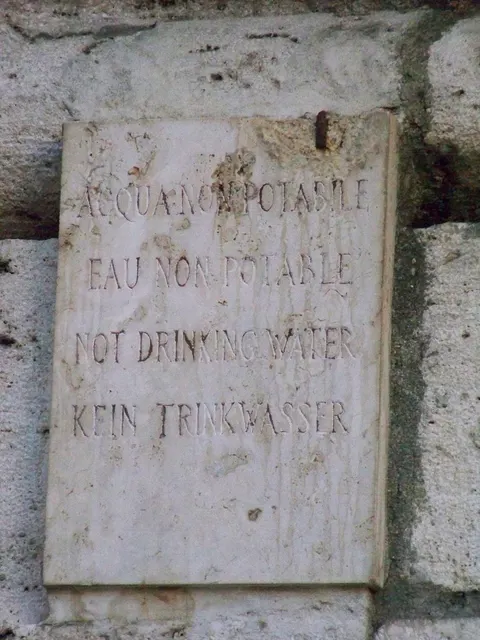 ACQUA NON POTABILE
EAU NON POTABLE
NOT DRINKING WATER
KEIN TRINKWASSER